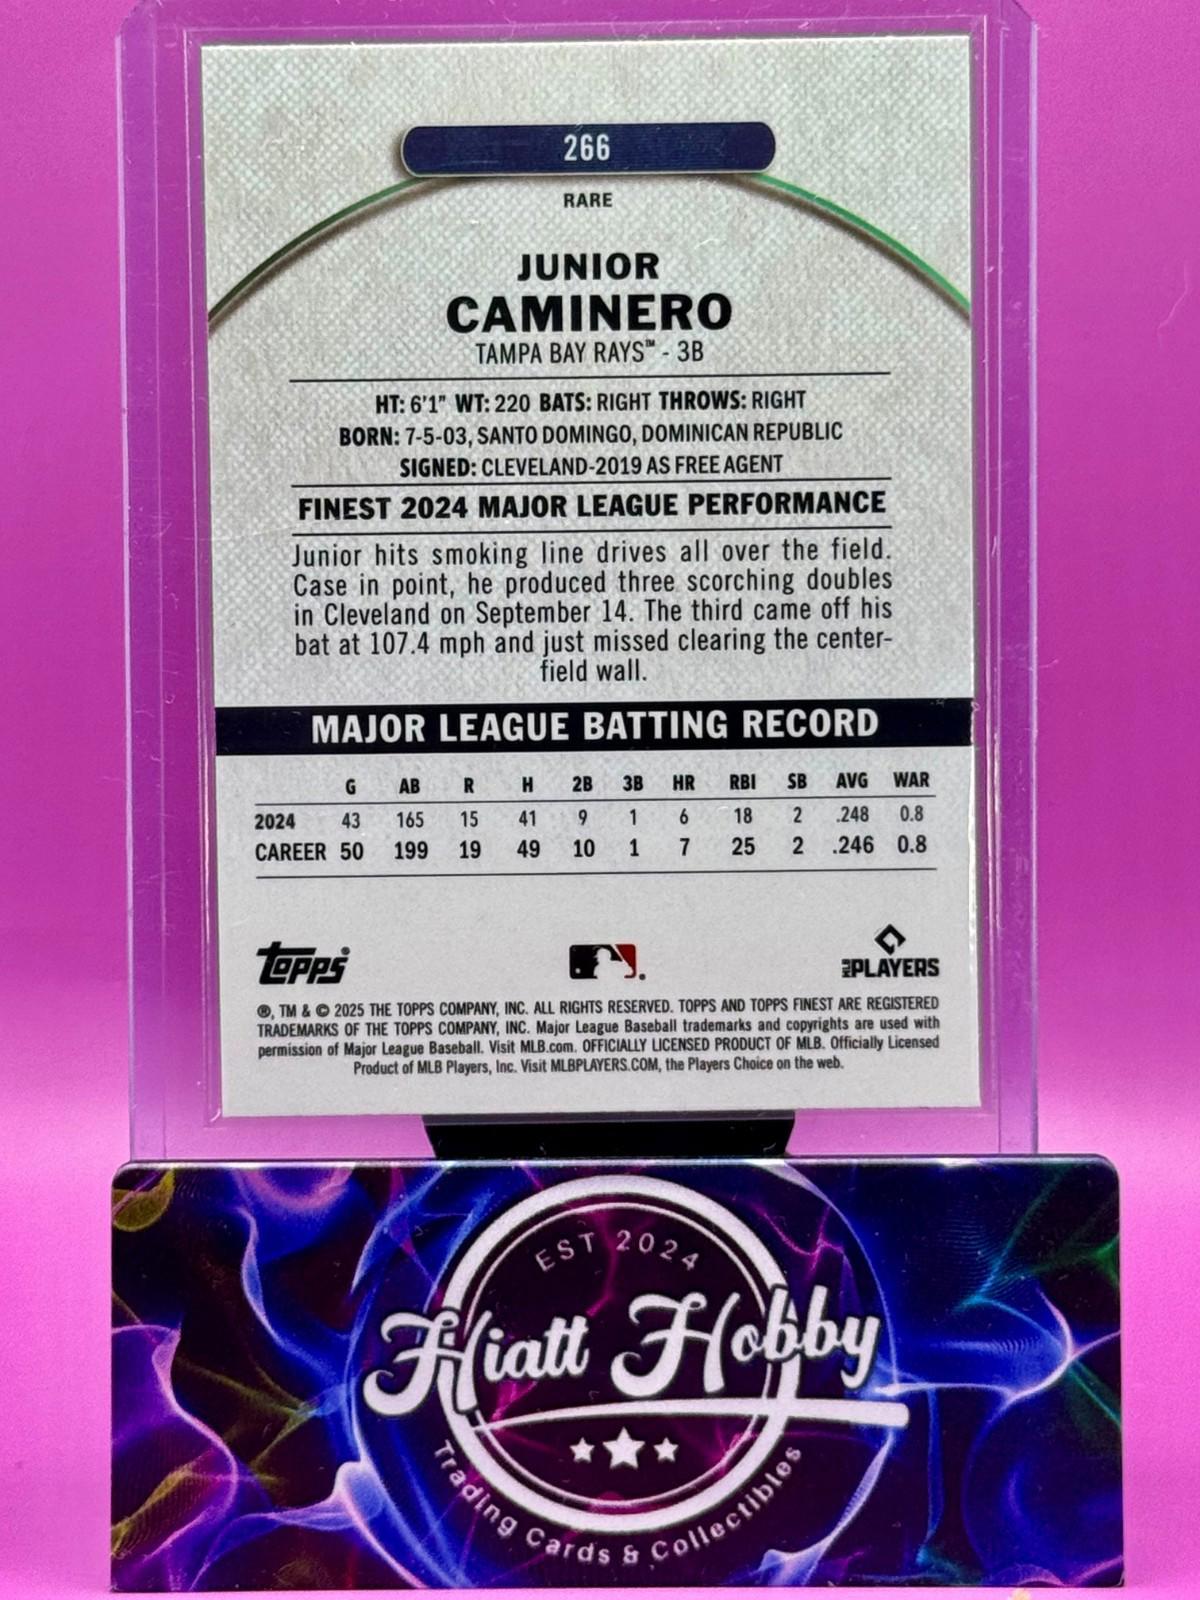 266
RARE
JUNIOR
CAMINERO
TAMPA BAY RAYS™ - 3B
HT: 6'1" WT: 220 BATS: RIGHT THROWS: RIGHT
BORN: 7-5-03, SANTO DOMINGO, DOMINICAN REPUBLIC
SIGNED: CLEVELAND-2019 AS FREE AGENT
FINEST 2024 MAJOR LEAGUE PERFORMANCE
Junior hits smoking line drives all over the field.
Case in point, he produced three scorching doubles
in Cleveland on September 14. The third came off his
bat at 107.4 mph and just missed clearing the center-
field wall.
MAJOR LEAGUE BATTING RECORD
G AB R H 2B 3B HR RBI SB AVG WAR
2024 43 165 15 41 9 1 6 18 2 .248 0.8
CAREER 50 199 19 49 10 1 7 25 2 .246 0.8
topps®
MLB PLAYERS
®, TM & © 2025 THE TOPPS COMPANY, INC. ALL RIGHTS RESERVED. TOPPS AND TOPPS FINEST ARE REGISTERED
TRADEMARKS OF THE TOPPS COMPANY, INC. Major League Baseball trademarks and copyrights are used with
permission of Major League Baseball. Visit MLB.com. OFFICIALLY LICENSED PRODUCT OF MLB. Officially Licensed
Product of MLB Players, Inc. Visit MLBPLAYERS.COM, the Players Choice on the web.
EST 2024
Hiatt Hobby
Trading Cards & Collectibles